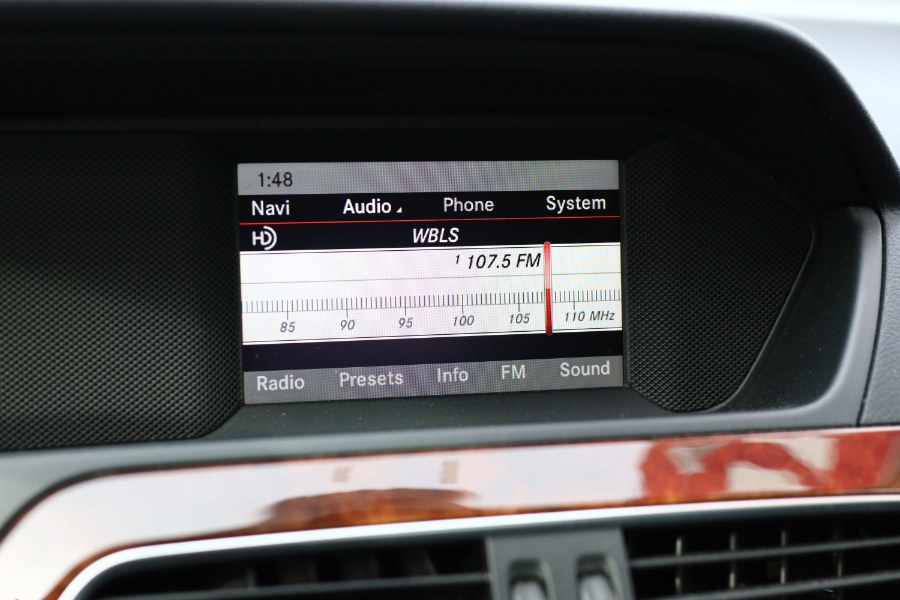 1:48
Navi Audio Phone System
HD WBLS
1 107.5 FM
85 90 95 100 105 110 MHz
Radio Presets Info FM Sound